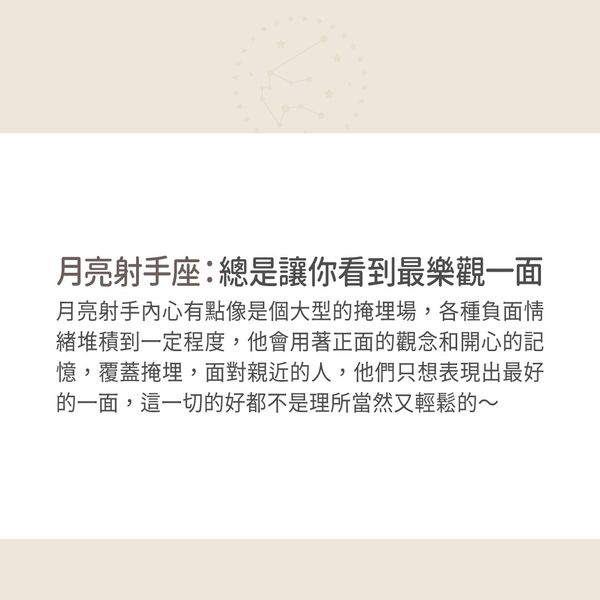 月亮射手座：總是讓你看到最樂觀一面
月亮射手內心有點像是個大型的掩埋場，各種負面情
緒堆積到一定程度，他會用著正面的觀念和開心的記
憶，覆蓋掩埋，面對親近的人，他們只想表現出最好
的一面，這一切的好都不是理所當然又輕鬆的～